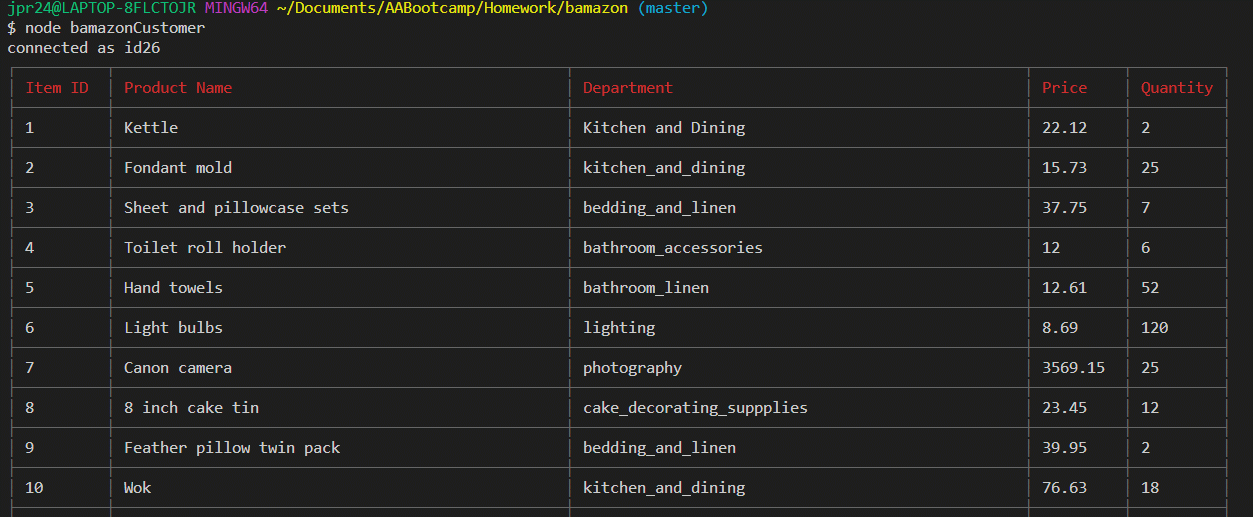 jpr24@LAPTOP-8FLCTOJR MINGW64 ~/Documents/AABootcamp/Homework/bamazon (master)
$ node bamazonCustomer
connected as id26
Item ID Product Name Department Price Quantity
1 Kettle Kitchen and Dining 22.12 2
2 Fondant mold kitchen_and_dining 15.73 25
3 Sheet and pillowcase sets bedding_and_linen 37.75 7
4 Toilet roll holder bathroom_accessories 12 6
5 Hand towels bathroom_linen 12.61 52
6 Light bulbs lighting 8.69 120
7 Canon camera photography 3569.15 25
8 8 inch cake tin cake_decorating_suppplies 23.45 12
9 Feather pillow twin pack bedding_and_linen 39.95 2
10 Wok kitchen_and_dining 76.63 18